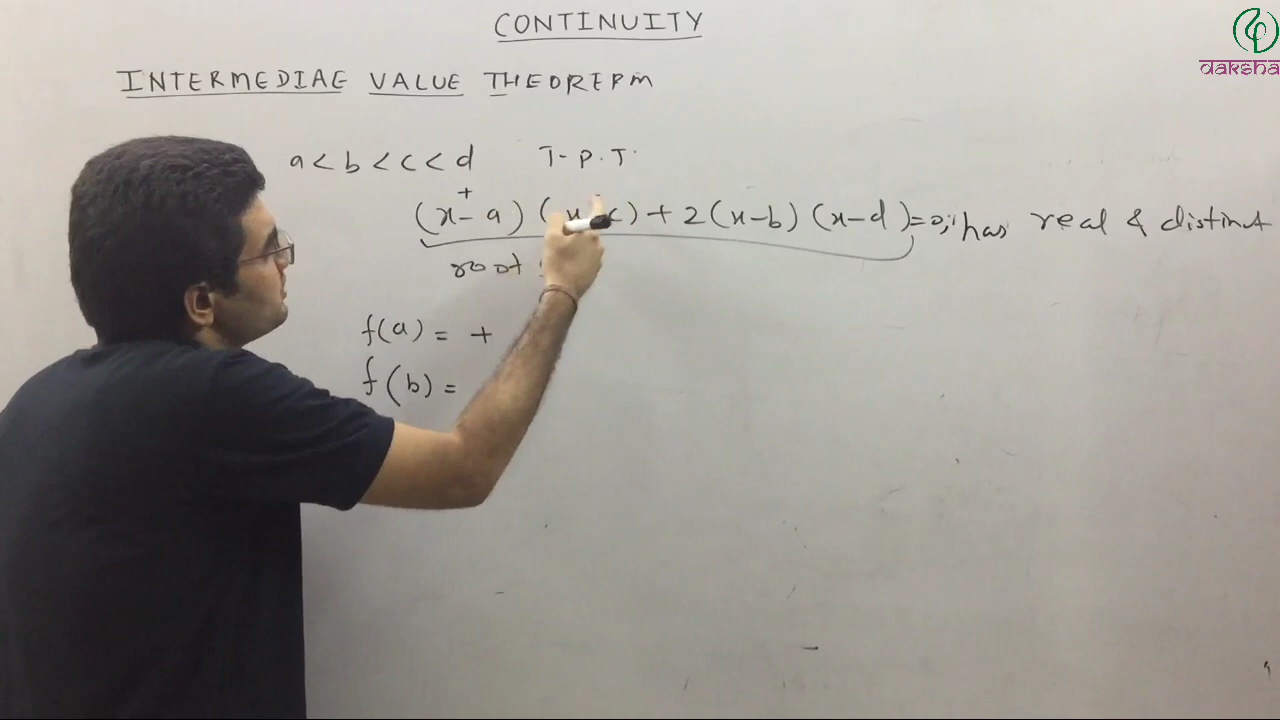 CONTINUITY
daksha
INTERMEDIAE VALUE THEOREPM
a < b < c < d T.P.T.
+
(x - a) (x - c) + 2 (x - b) (x - d) = 0; has real & distinct
root
f(a) = +
f(b) =